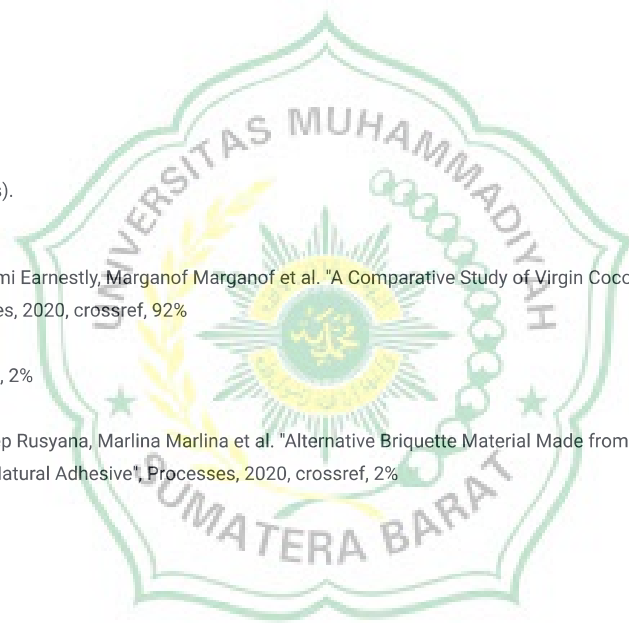 UNIVERSITAS MUHAMMADIYAH
s).
mi Earnestly, Marganof Marganof et al. "A Comparative Study of Virgin Coco
es, 2020, crossref, 92%
, 2%
ep Rusyana, Marlina Marlina et al. "Alternative Briquette Material Made from
Natural Adhesive", Processes, 2020, crossref, 2%
SUMATERA BARAT